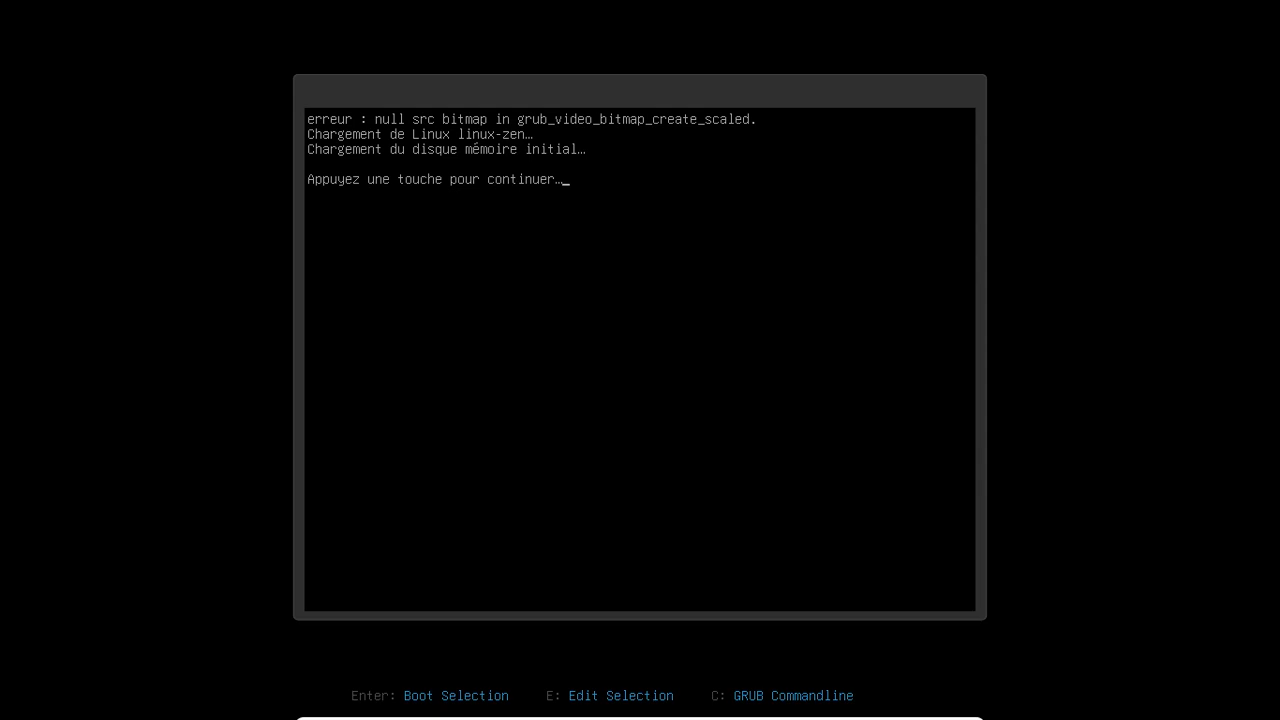 erreur : null src bitmap in grub_video_bitmap_create_scaled.
Chargement de Linux linux-zen…
Chargement du disque mémoire initial…
Appuyez une touche pour continuer…_
Enter: Boot Selection E: Edit Selection C: GRUB Commandline